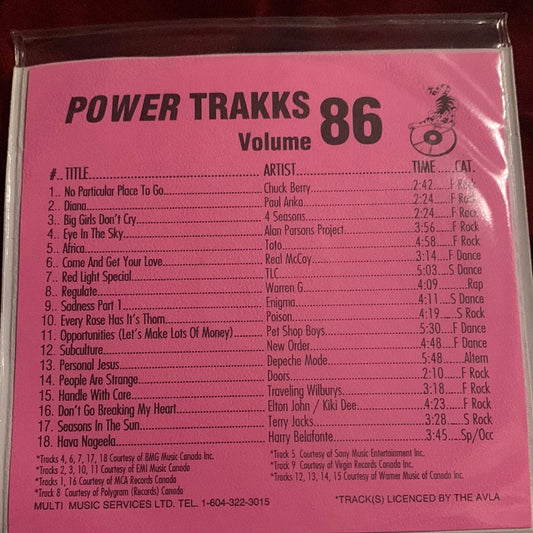 POWER TRAKKS
Volume 86
#.. TITLE ARTIST TIME CAT.
1.. No Particular Place To Go Chuck Berry 2:42 F Rock
2.. Diana Paul Anka 2:24 F Rock
3.. Big Girls Don't Cry 4 Seasons 2:24 F Rock
4.. Eye In The Sky Alan Parsons Project 3:56 F Rock
5.. Africa Toto 4:58 F Rock
6.. Come And Get Your Love Real McCoy 3:14 F Dance
7.. Red Light Special TLC 5:03 S Dance
8.. Regulate Warren G 4:09 Rap
9.. Sadness Part 1 Enigma 4:11 S Dance
10. Every Rose Has It's Thorn Poison 4:19 S Rock
11. Opportunities (Let's Make Lots Of Money) Pet Shop Boys 5:30 F Dance
12. Subculture New Order 4:48 F Dance
13. Personal Jesus Depeche Mode 5:48 Altern
14. People Are Strange Doors 2:10 F Rock
15. Handle With Care Traveling Wilburys 3:18 F Rock
16. Don't Go Breaking My Heart Elton John / Kiki Dee 4:23 F Rock
17. Seasons In The Sun Terry Jacks 3:28 S Rock
18. Hava Nageela Harry Belafonte 3:45 Sp/Occ
*Tracks 4, 6, 7, 17, 18 Courtesy of BMG Music Canada Inc.
*Tracks 2, 3, 10, 11 Courtesy of EMI Music Canada
*Tracks 1, 16 Courtesy of MCA Records Canada
*Track 8 Courtesy of Polygram (Records) Canada
*Track 5 Courtesy of Sony Music Entertainment Inc.
*Track 9 Courtesy of Virgin Records Canada Inc.
*Tracks 12, 13, 14, 15 Courtesy of Warner Music of Canada Inc.
MULTI MUSIC SERVICES LTD. TEL. 1-604-322-3015
*TRACK(S) LICENCED BY THE AVLA